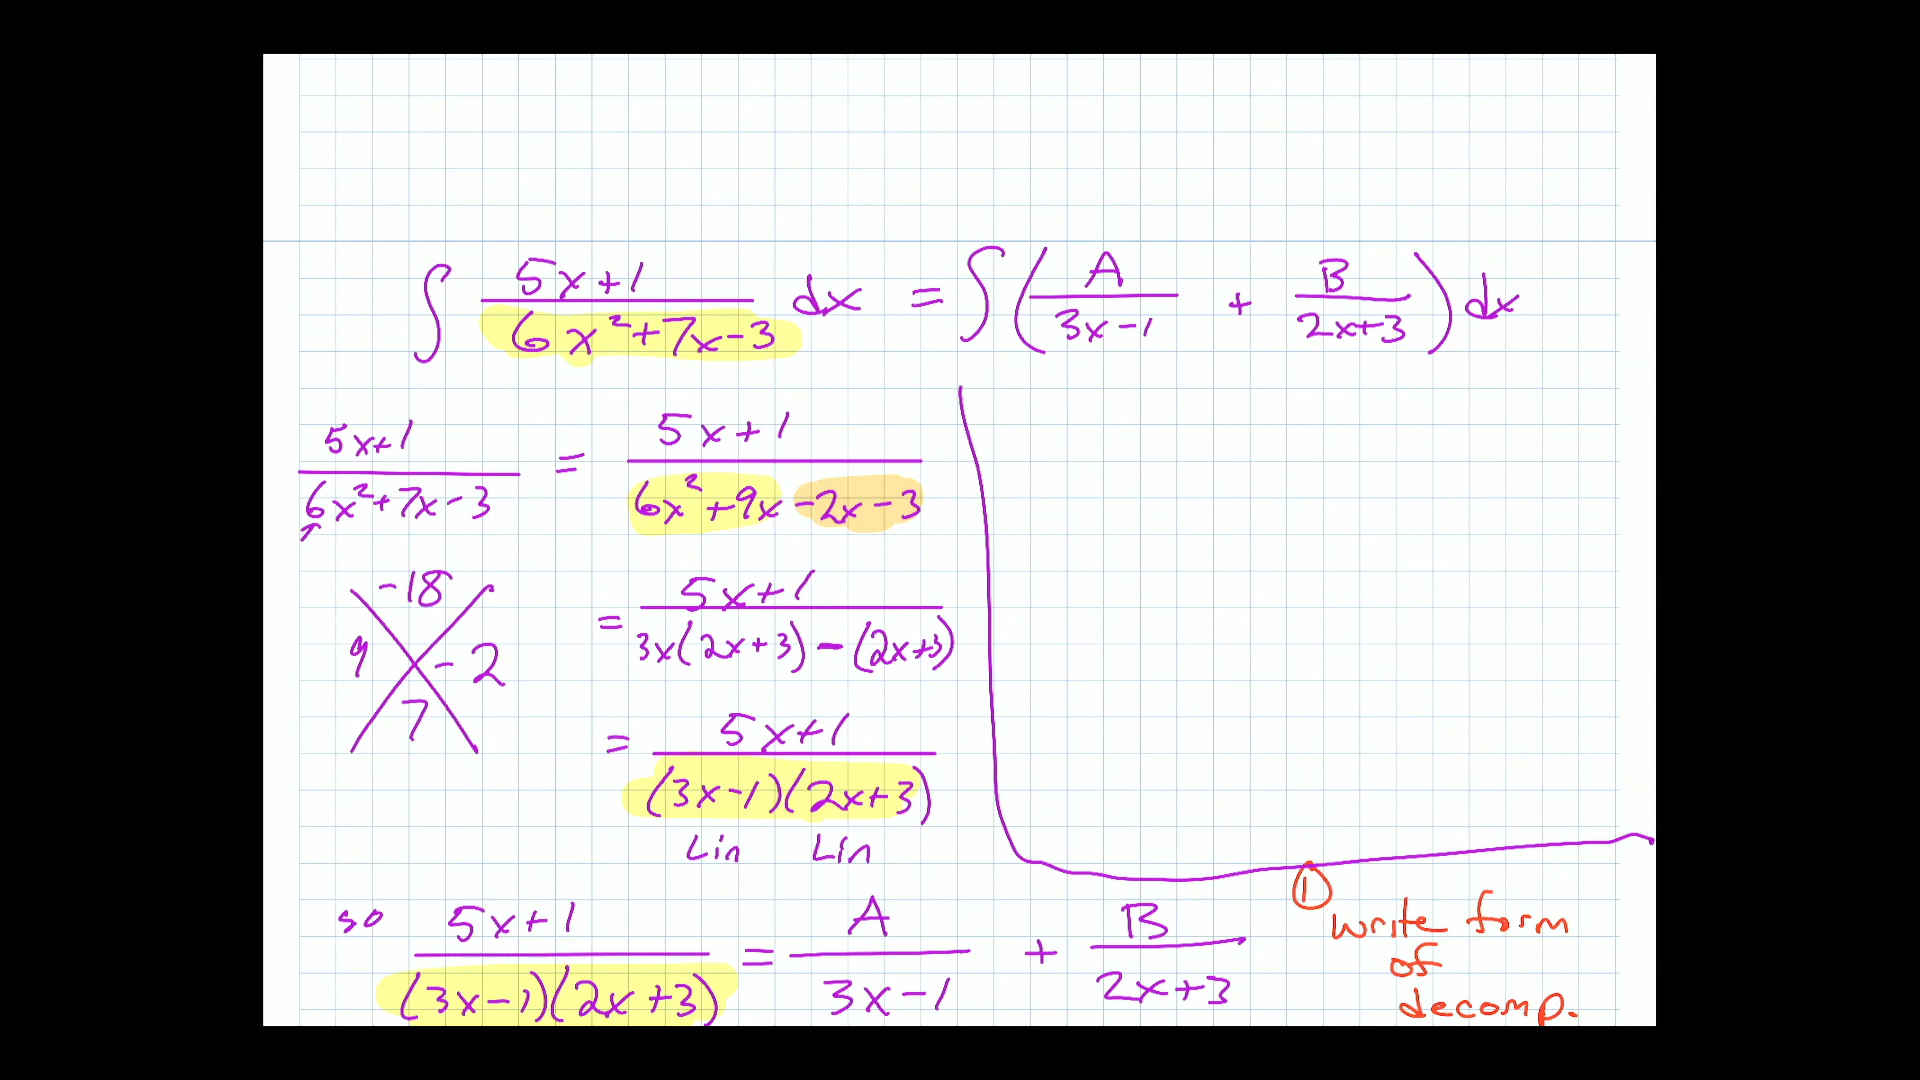 ∫ (5x+1)/(6x²+7x-3) dx = ∫ ( A/(3x-1) + B/(2x+3) ) dx
(5x+1)/(6x²+7x-3) = (5x+1)/(6x²+9x-2x-3)
-18
9 -2
7
= (5x+1)/(3x(2x+3)-(2x+3))
= (5x+1)/((3x-1)(2x+3))
Lin Lin
so (5x+1)/((3x-1)(2x+3)) = A/(3x-1) + B/(2x+3)
① write form
of
decomp.